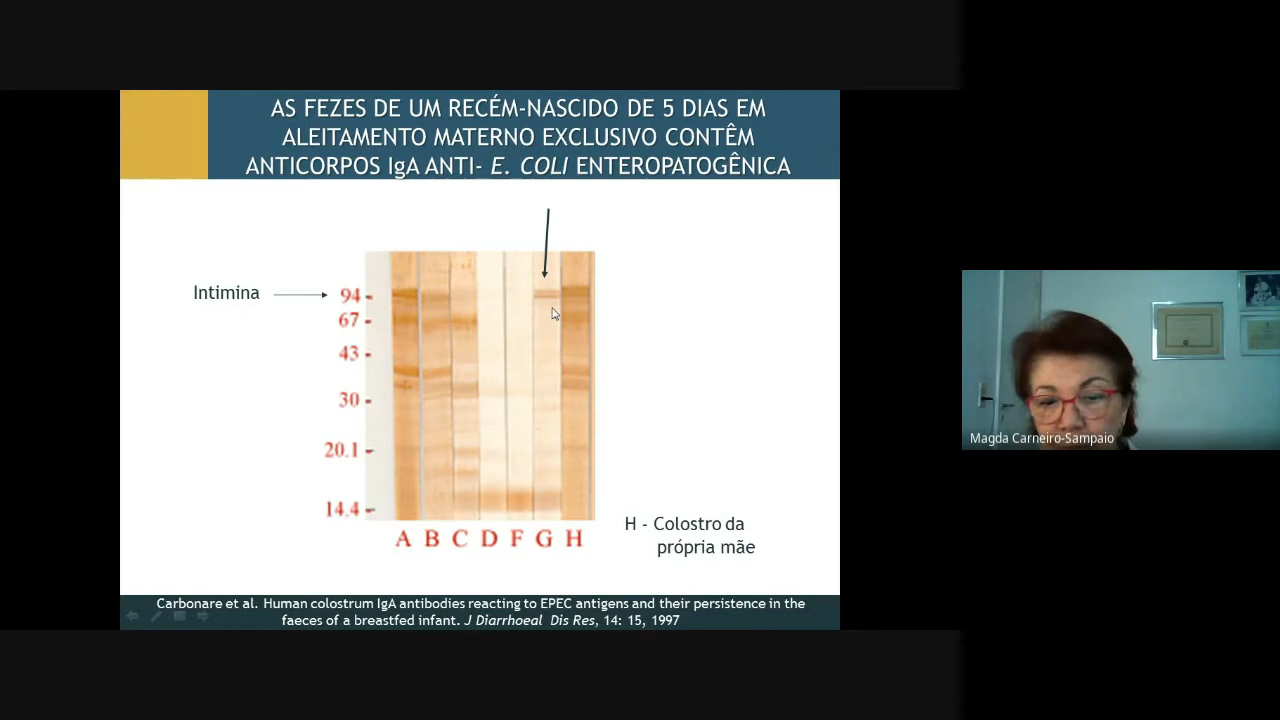 AS FEZES DE UM RECÉM-NASCIDO DE 5 DIAS EM
ALEITAMENTO MATERNO EXCLUSIVO CONTÊM
ANTICORPOS IgA ANTI- E. COLI ENTEROPATOGÊNICA
Intimina
94
67
43
30
20.1
14.4
A B C D F G H
H - Colostro da
própria mãe
Carbonare et al. Human colostrum IgA antibodies reacting to EPEC antigens and their persistence in the
faeces of a breastfed infant. J Diarrhoeal Dis Res, 14: 15, 1997
Magda Carneiro-Sampaio